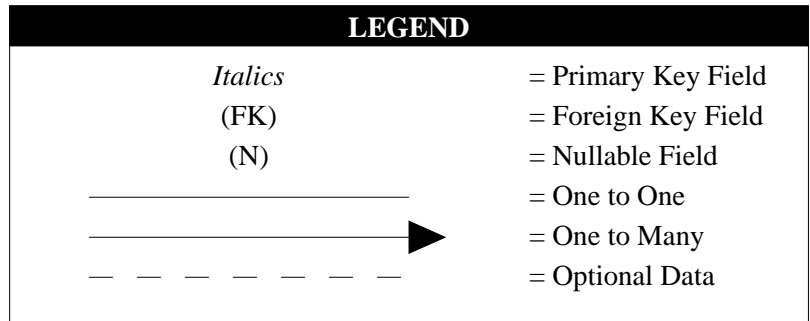 LEGEND
Italics = Primary Key Field
(FK) = Foreign Key Field
(N) = Nullable Field
= One to One
= One to Many
= Optional Data